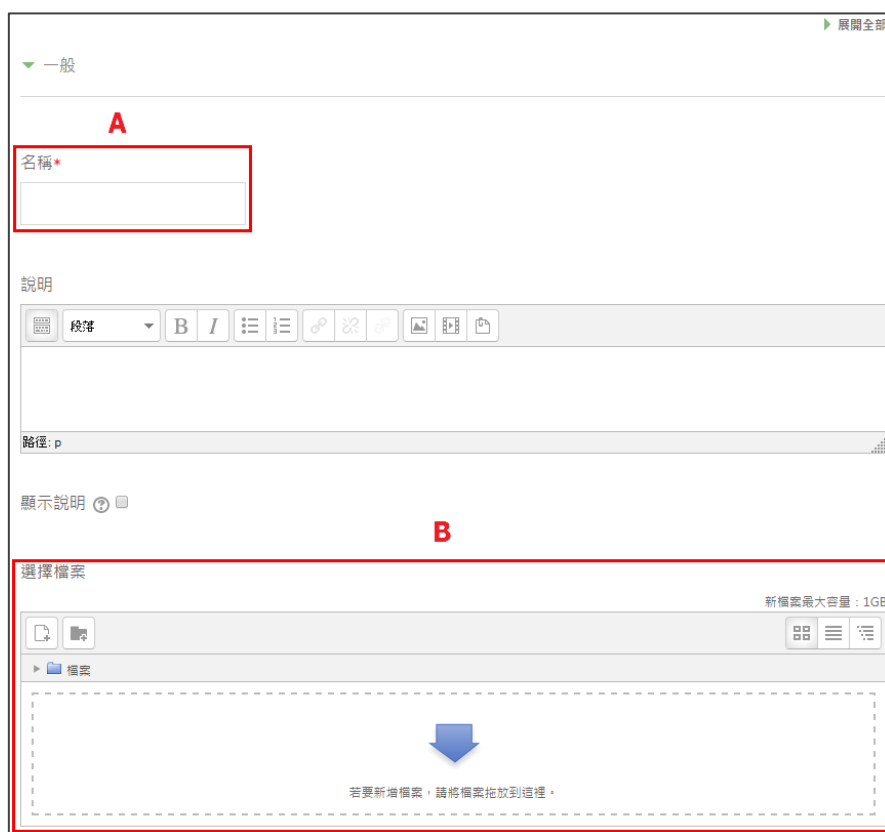 展開全部
一般
A
名稱*
說明
段落 B I
路徑: p
顯示說明 ?
B
選擇檔案
新檔案最大容量：1GB
檔案
若要新增檔案，請將檔案拖放到這裡。